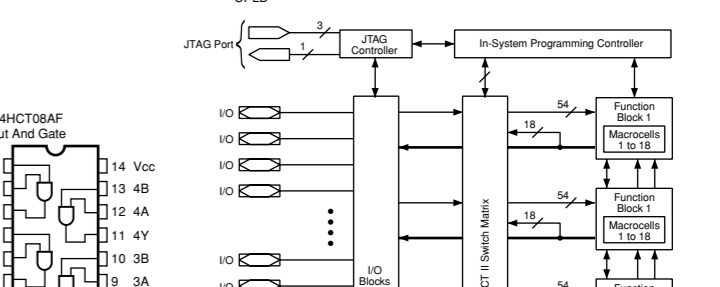 JTAG Port
3
1
JTAG
Controller
In-System Programming Controller
4HCT08AF
ut And Gate
14 Vcc
13 4B
12 4A
11 4Y
10 3B
9 3A
I/O
I/O
I/O
I/O
I/O
I/O
Blocks
CT II Switch Matrix
54
18
Function
Block 1
Macrocells
1 to 18
54
18
Function
Block 1
Macrocells
1 to 18
54